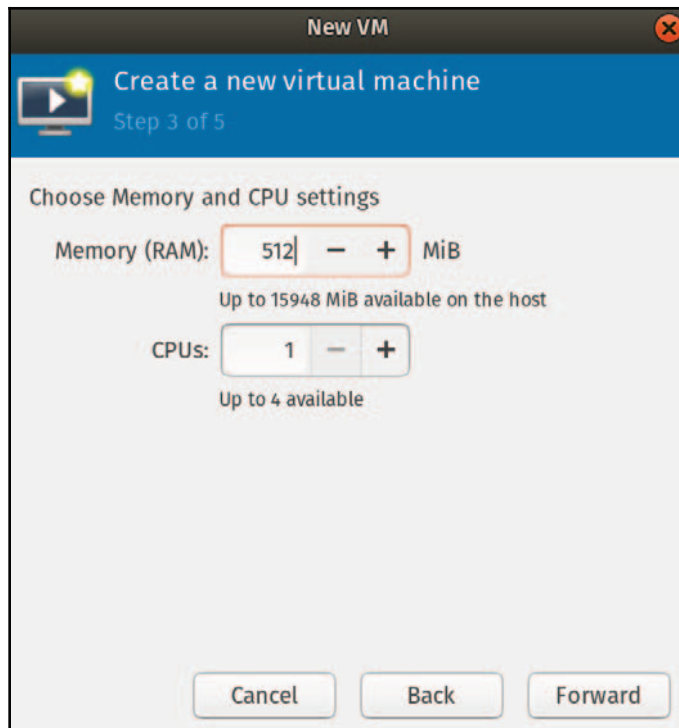 New VM
Create a new virtual machine
Step 3 of 5
Choose Memory and CPU settings
Memory (RAM): 512 − + MiB
Up to 15948 MiB available on the host
CPUs: 1 − +
Up to 4 available
Cancel Back Forward